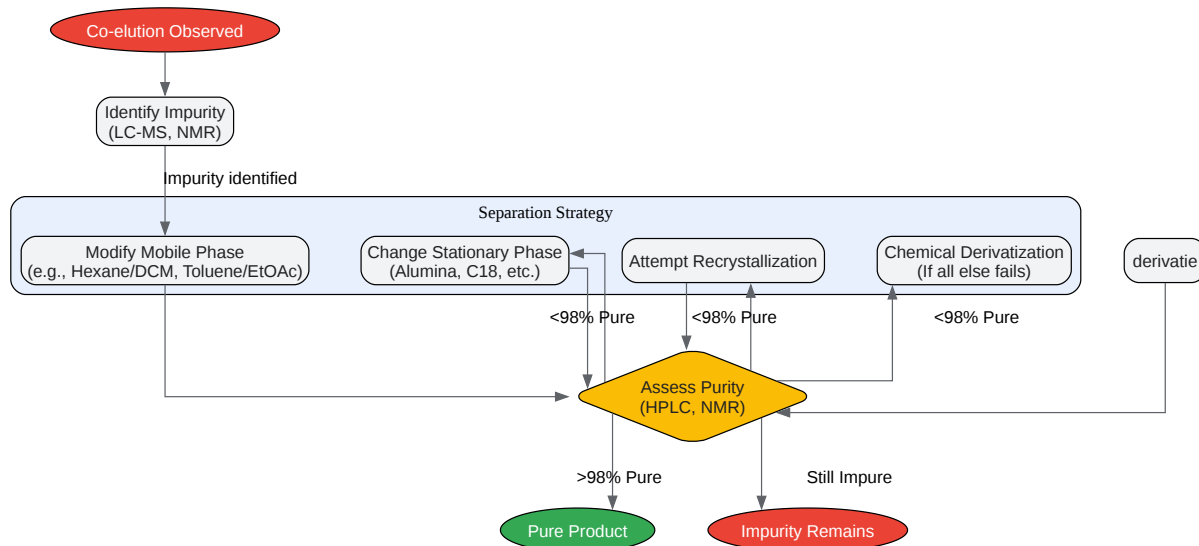 Co-elution Observed
Identify Impurity
(LC-MS, NMR)
Impurity identified
Separation Strategy
Modify Mobile Phase
(e.g., Hexane/DCM, Toluene/EtOAc)
Change Stationary Phase
(Alumina, C18, etc.)
Attempt Recrystallization
Chemical Derivatization
(If all else fails)
derivatie
<98% Pure
<98% Pure
<98% Pure
Assess Purity
(HPLC, NMR)
>98% Pure
Still Impure
Pure Product
Impurity Remains